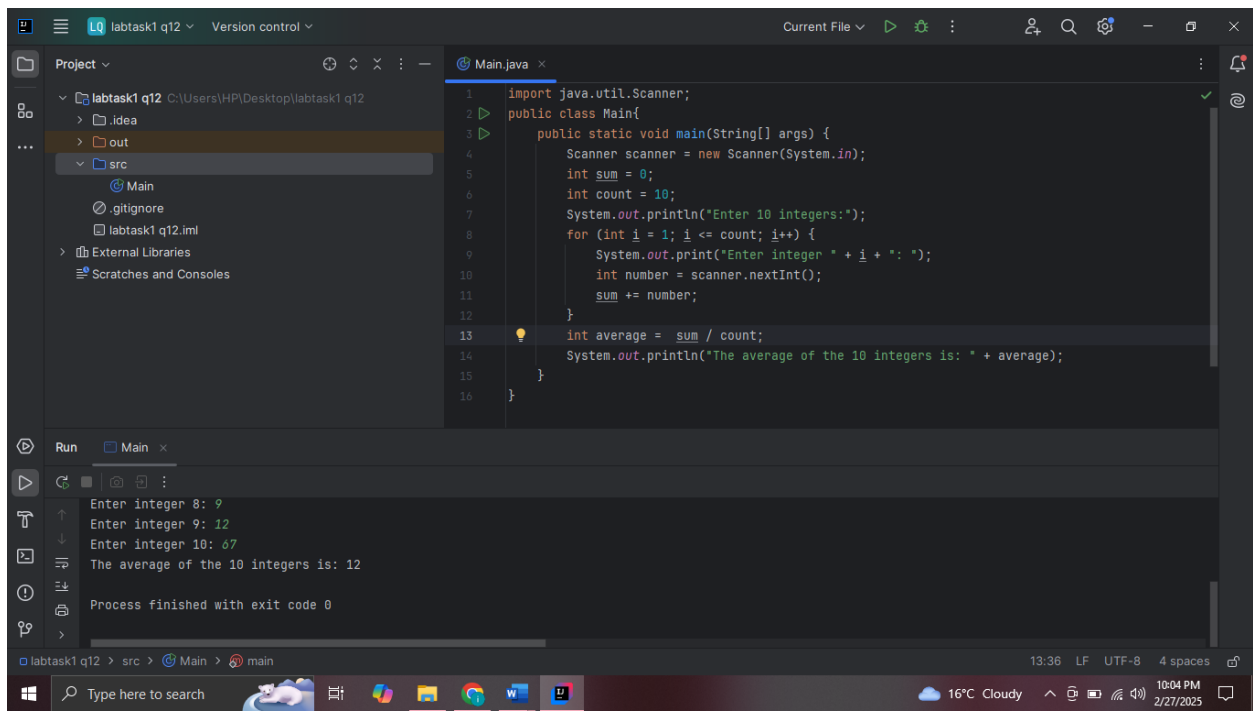 LQ labtask1 q12 Version control Current File
Project Main.java
labtask1 q12 C:\Users\HP\Desktop\labtask1 q12
.idea
out
src
Main
.gitignore
labtask1 q12.iml
External Libraries
Scratches and Consoles
1 import java.util.Scanner;
2 public class Main{
3 public static void main(String[] args) {
4 Scanner scanner = new Scanner(System.in);
5 int sum = 0;
6 int count = 10;
7 System.out.println("Enter 10 integers:");
8 for (int i = 1; i <= count; i++) {
9 System.out.print("Enter integer " + i + ": ");
10 int number = scanner.nextInt();
11 sum += number;
12 }
13 int average =  sum / count;
14 System.out.println("The average of the 10 integers is: " + average);
15 }
16 }
Run Main
Enter integer 8: 9
Enter integer 9: 12
Enter integer 10: 67
The average of the 10 integers is: 12
Process finished with exit code 0
labtask1 q12 > src > Main > main 13:36 LF UTF-8 4 spaces
Type here to search 16°C Cloudy 10:04 PM
2/27/2025